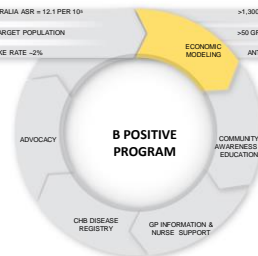 RALIA ASR = 12.1 PER 10⁵
>1,300
ARGET POPULATION
>50 GP
KE RATE ~2%
ANT
ECONOMIC
MODELING
ADVOCACY
B POSITIVE
PROGRAM
COMMUNITY
AWARENESS
EDUCATION
CHB DISEASE
REGISTRY
GP INFORMATION &
NURSE SUPPORT